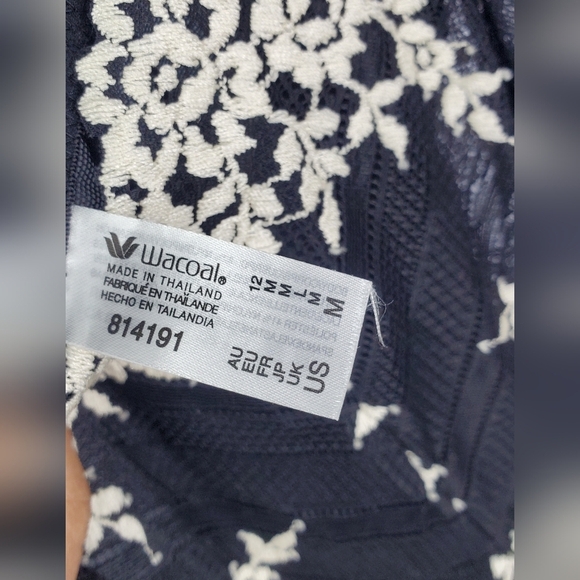 Wacoal®
MADE IN THAILAND
FABRIQUÉ EN THAÏLANDE
HECHO EN TAILANDIA
814191
AU 12
EU M
FR M
JP L
UK M
US M